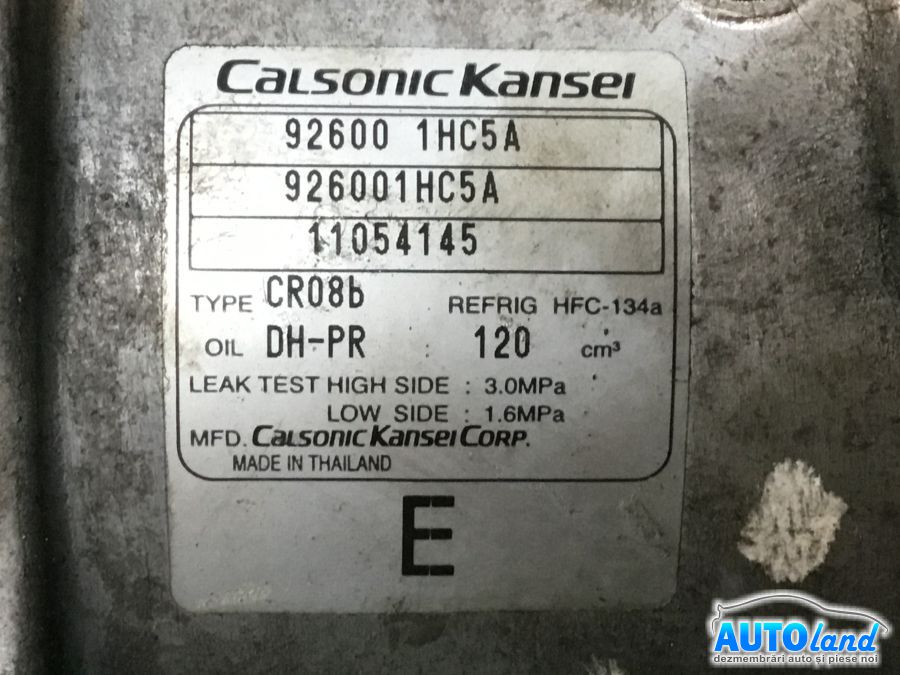 CALSONIC KANSEI
92600 1HC5A
926001HC5A
11054145
TYPE CR08b REFRIG HFC-134a
OIL DH-PR : 120 cm³
LEAK TEST HIGH SIDE : 3.0MPa
LOW SIDE : 1.6MPa
MFD. CALSONIC KANSEI CORP.
MADE IN THAILAND
E
AUTOland
dezmembrări auto și piese noi